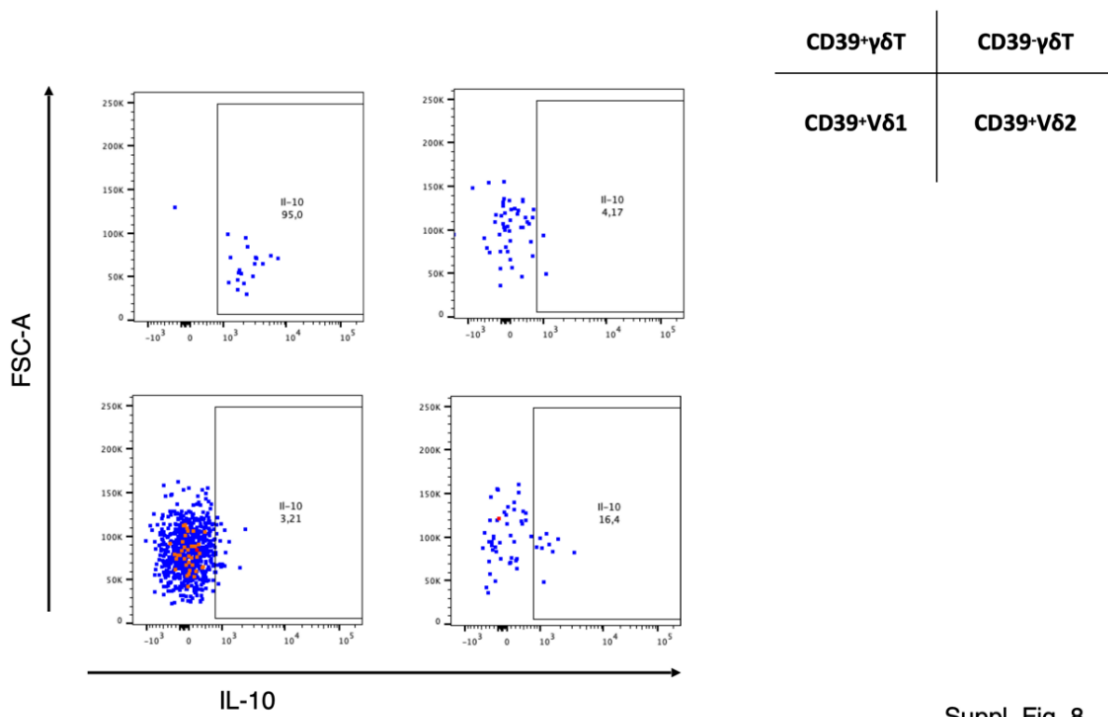 CD39⁺γδT CD39⁻γδT
CD39⁺Vδ1 CD39⁺Vδ2
FSC-A
250K
200K
150K
100K
50K
0
Il-10
95,0
-10³ 0 10³ 10⁴ 10⁵
250K
200K
150K
100K
50K
0
Il-10
4,17
-10³ 0 10³ 10⁴ 10⁵
250K
200K
150K
100K
50K
0
Il-10
3,21
-10³ 0 10³ 10⁴ 10⁵
250K
200K
150K
100K
50K
0
Il-10
16,4
-10³ 0 10³ 10⁴ 10⁵
IL-10
Suppl. Fig. 8